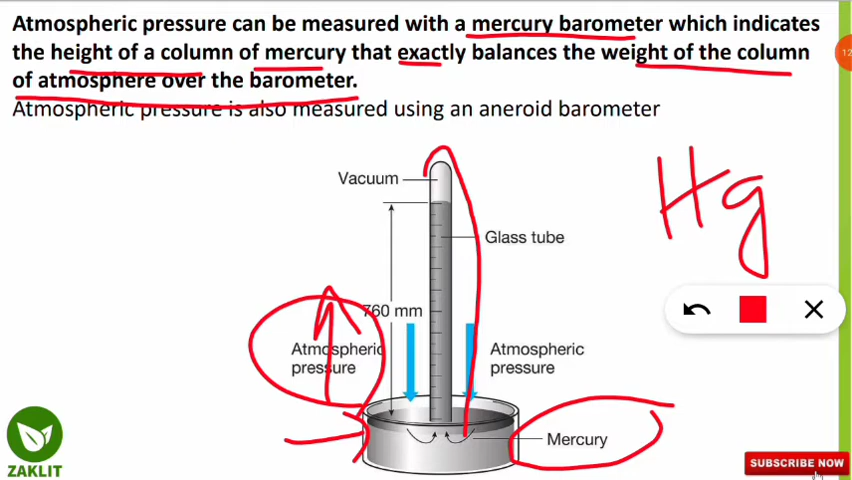 Atmospheric pressure can be measured with a mercury barometer which indicates
the height of a column of mercury that exactly balances the weight of the column
of atmosphere over the barometer.
Atmospheric pressure is also measured using an aneroid barometer
12
Vacuum
Hg
Glass tube
760 mm
Atmospheric
pressure
Atmospheric
pressure
Mercury
ZAKLIT
SUBSCRIBE NOW